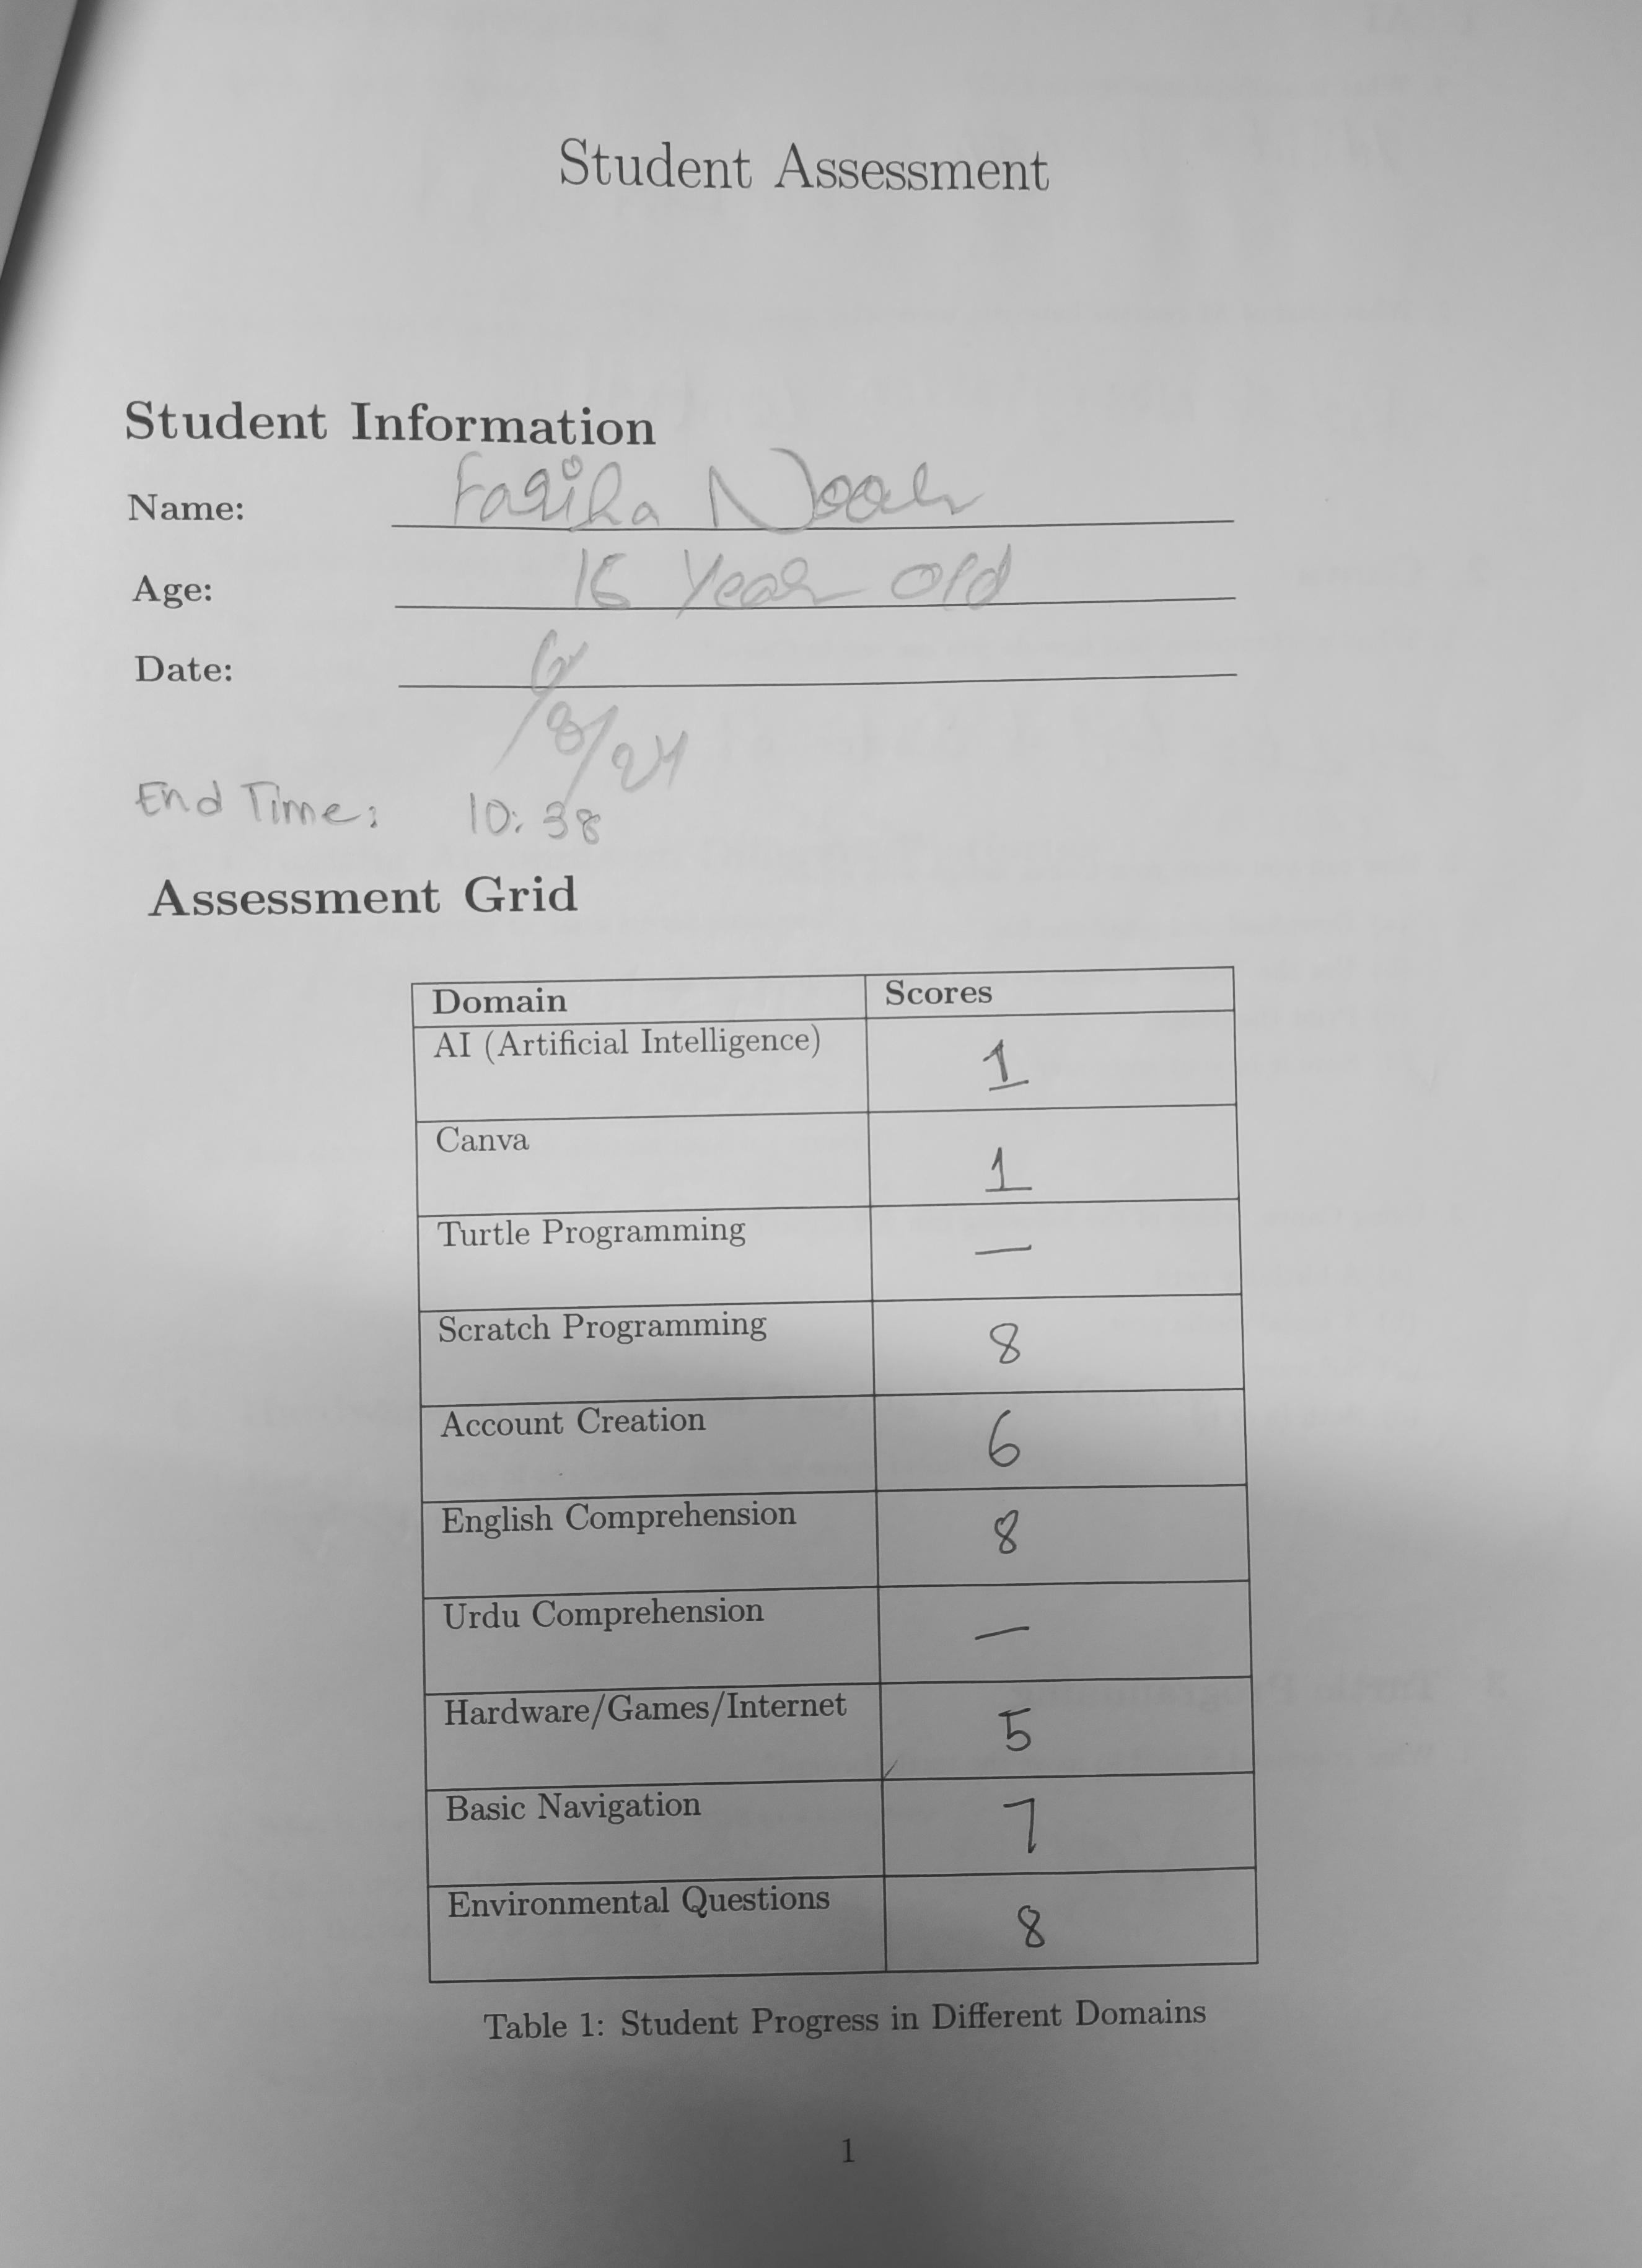 Student Assessment
Student Information
Name: Fariha Noor
Age: 16 Year old
Date: 6
/8/24
End Time: 10:38
Assessment Grid
Domain Scores
AI (Artificial Intelligence) 1
Canva 1
Turtle Programming —
Scratch Programming 8
Account Creation 6
English Comprehension 8
Urdu Comprehension —
Hardware/Games/Internet 5
Basic Navigation 7
Environmental Questions 8
Table 1: Student Progress in Different Domains
1